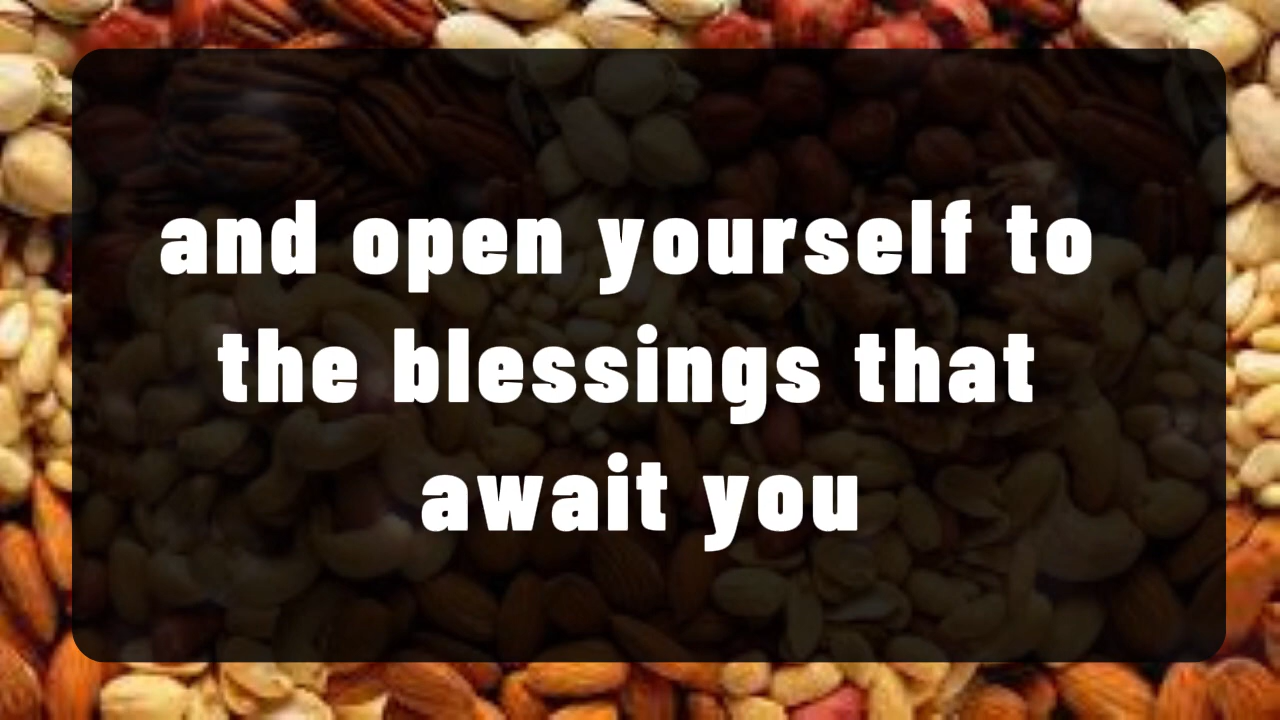 and open yourself to
the blessings that
await you